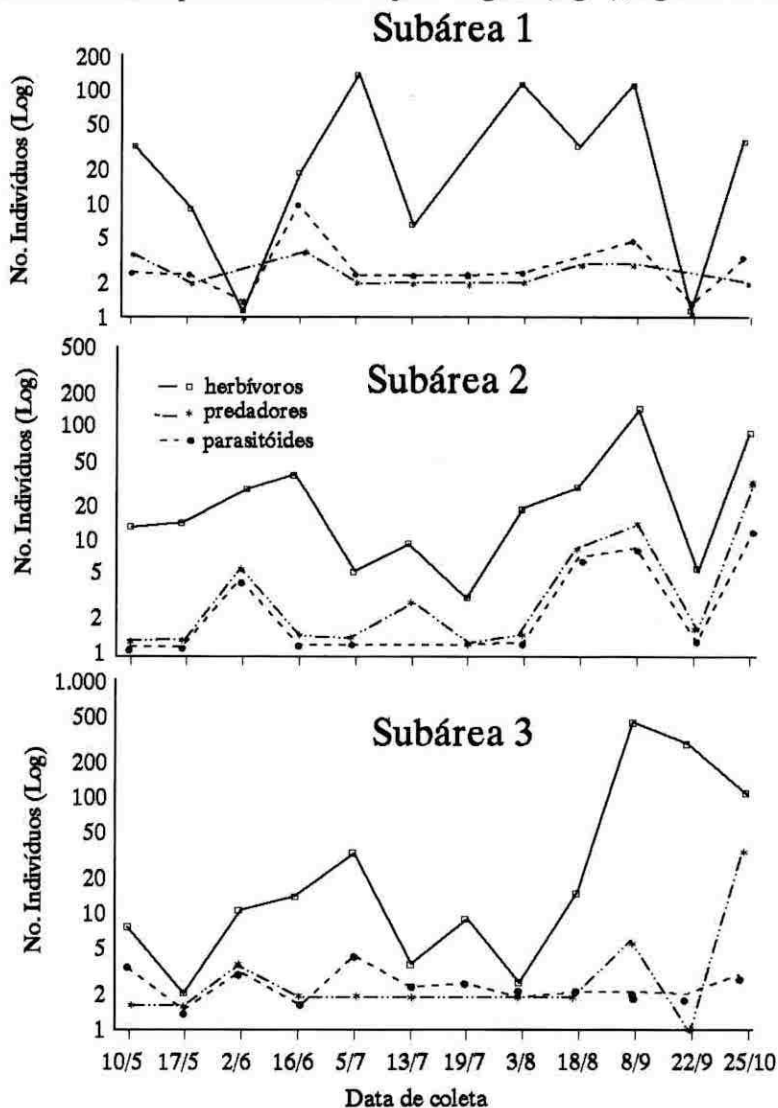 Subárea 1
No. Indivíduos (Log)
200
100
50
20
10
5
2
1
Subárea 2
No. Indivíduos (Log)
500
200
100
50
20
10
5
2
1
herbívoros
predadores
parasitóides
Subárea 3
No. Indivíduos (Log)
1.000
500
200
100
50
20
10
5
2
1
10/5 17/5 2/6 16/6 5/7 13/7 19/7 3/8 18/8 8/9 22/9 25/10
Data de coleta